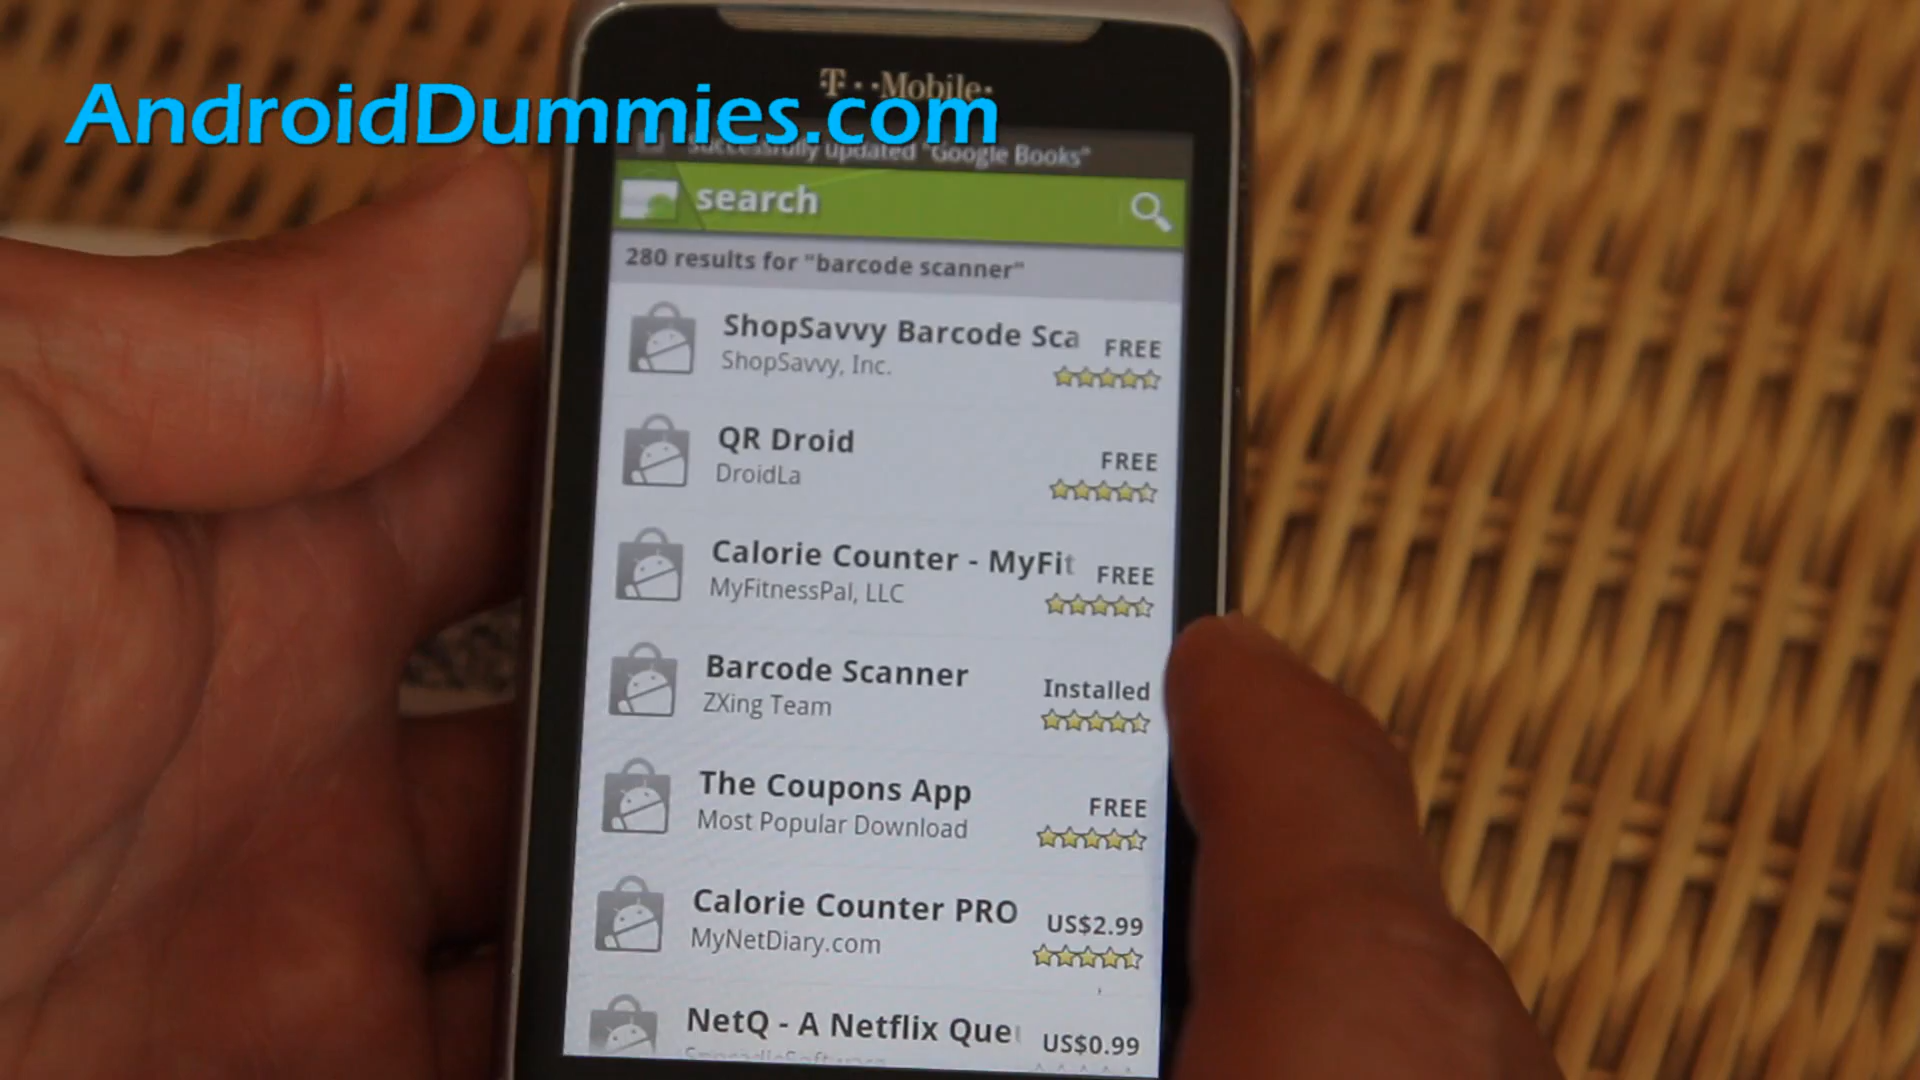 AndroidDummies.com
T··Mobile·
Successfully updated "Google Books"
search
280 results for "barcode scanner"
ShopSavvy Barcode Sca
FREE
ShopSavvy, Inc.
QR Droid
FREE
DroidLa
Calorie Counter - MyFit
FREE
MyFitnessPal, LLC
Barcode Scanner
Installed
ZXing Team
The Coupons App
FREE
Most Popular Download
Calorie Counter PRO
US$2.99
MyNetDiary.com
NetQ - A Netflix Que
US$0.99